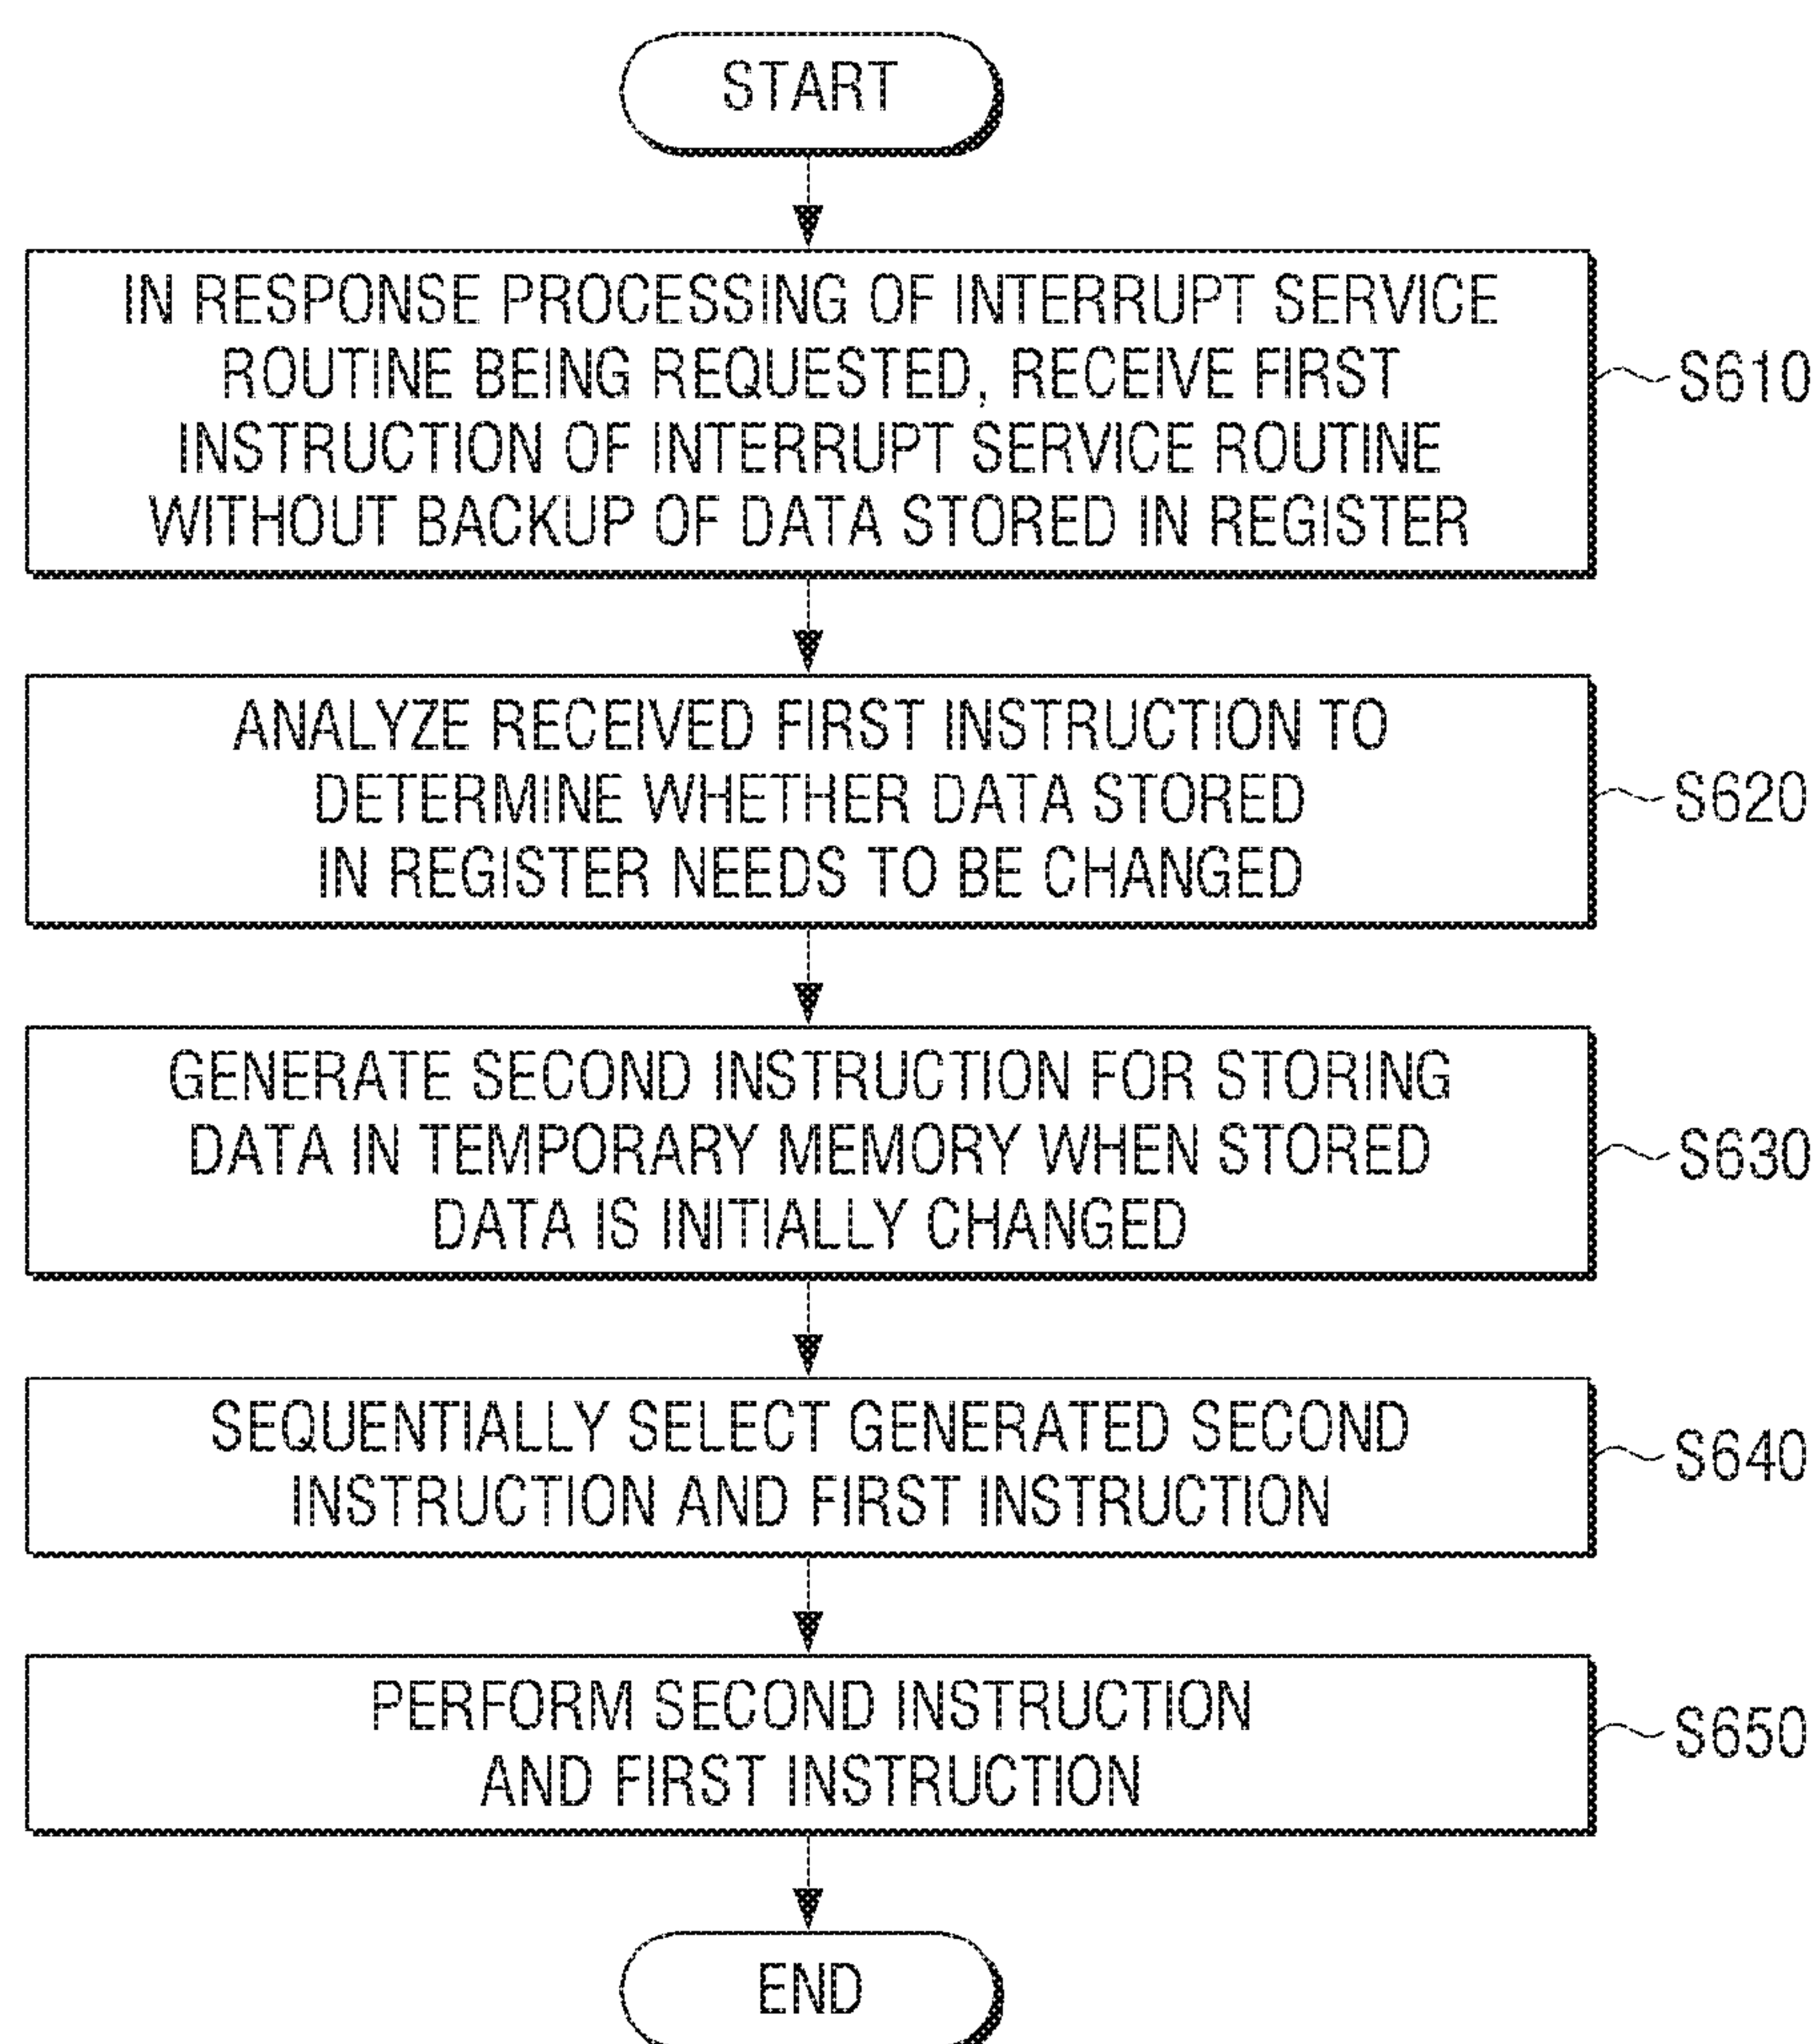 START
IN RESPONSE PROCESSING OF INTERRUPT SERVICE
ROUTINE BEING REQUESTED, RECEIVE FIRST
INSTRUCTION OF INTERRUPT SERVICE ROUTINE
WITHOUT BACKUP OF DATA STORED IN REGISTER
S610
ANALYZE RECEIVED FIRST INSTRUCTION TO
DETERMINE WHETHER DATA STORED
IN REGISTER NEEDS TO BE CHANGED
S620
GENERATE SECOND INSTRUCTION FOR STORING
DATA IN TEMPORARY MEMORY WHEN STORED
DATA IS INITIALLY CHANGED
S630
SEQUENTIALLY SELECT GENERATED SECOND
INSTRUCTION AND FIRST INSTRUCTION
S640
PERFORM SECOND INSTRUCTION
AND FIRST INSTRUCTION
S650
END